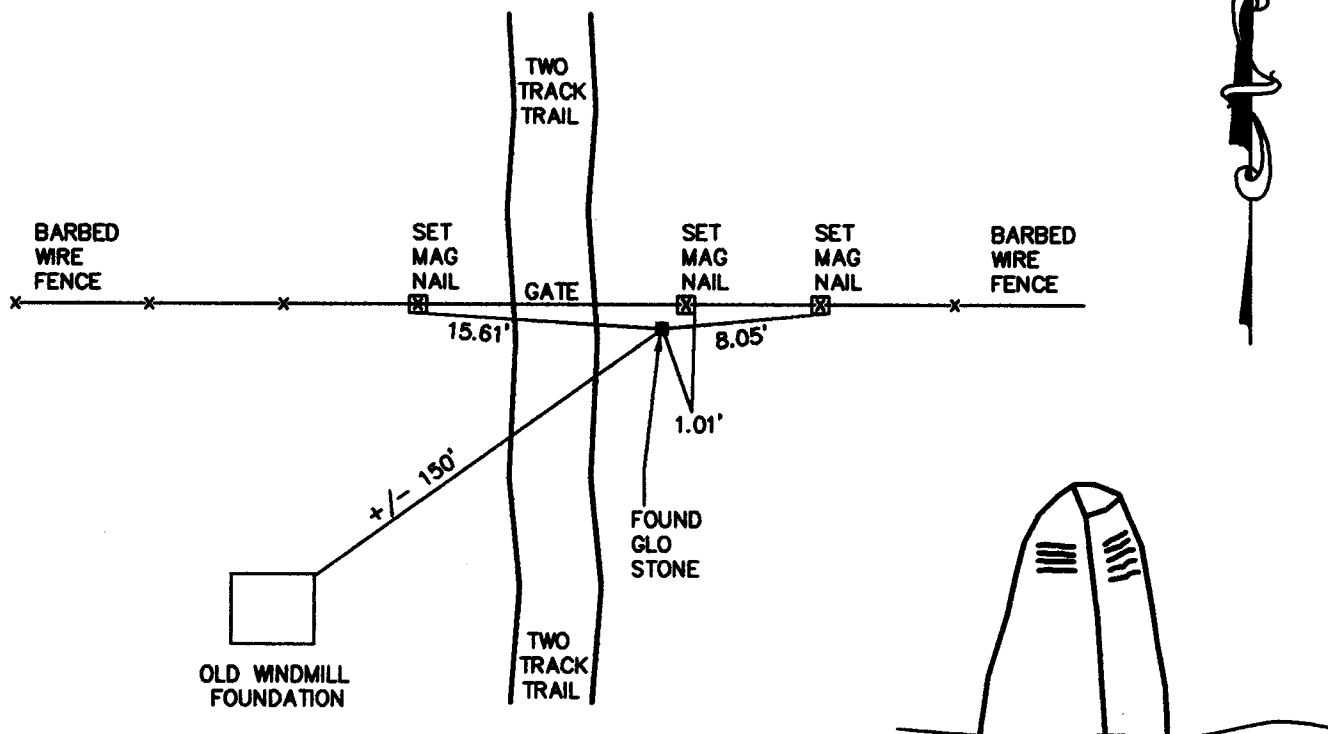 TWO
TRACK
TRAIL
BARBED
WIRE
FENCE
SET
MAG
NAIL
SET
MAG
NAIL
SET
MAG
NAIL
BARBED
WIRE
FENCE
GATE
15.61'
8.05'
1.01'
+/- 150'
FOUND
GLO
STONE
OLD WINDMILL
FOUNDATION
TWO
TRACK
TRAIL